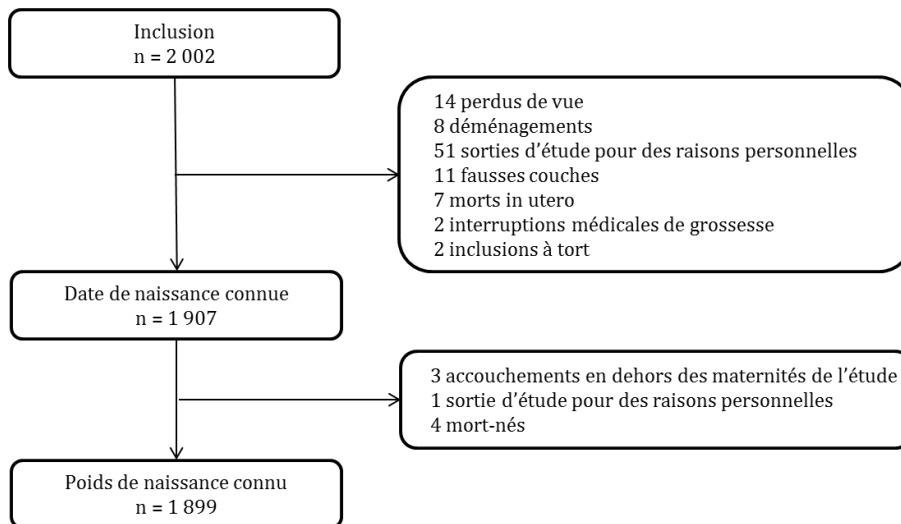 Inclusion
n = 2 002
14 perdus de vue
8 déménagements
51 sorties d’étude pour des raisons personnelles
11 fausses couches
7 morts in utero
2 interruptions médicales de grossesse
2 inclusions à tort
Date de naissance connue
n = 1 907
3 accouchements en dehors des maternités de l’étude
1 sortie d’étude pour des raisons personnelles
4 mort-nés
Poids de naissance connu
n = 1 899